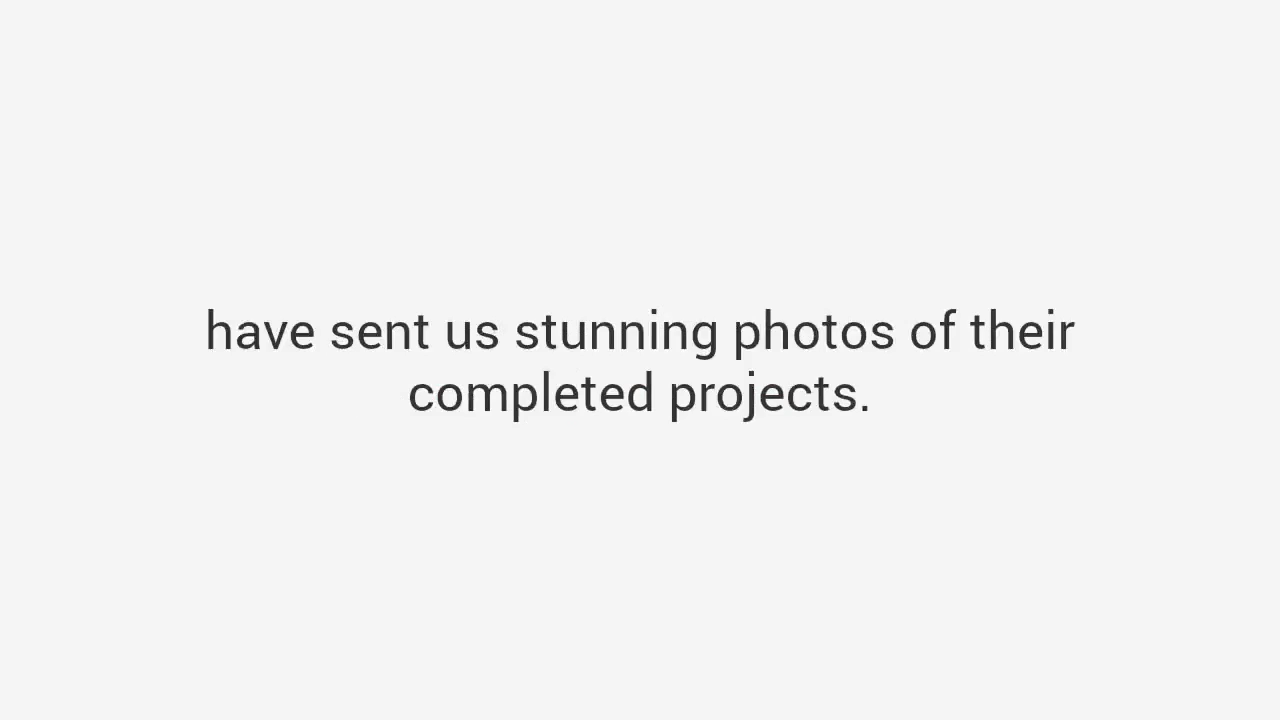 have sent us stunning photos of their
completed projects.